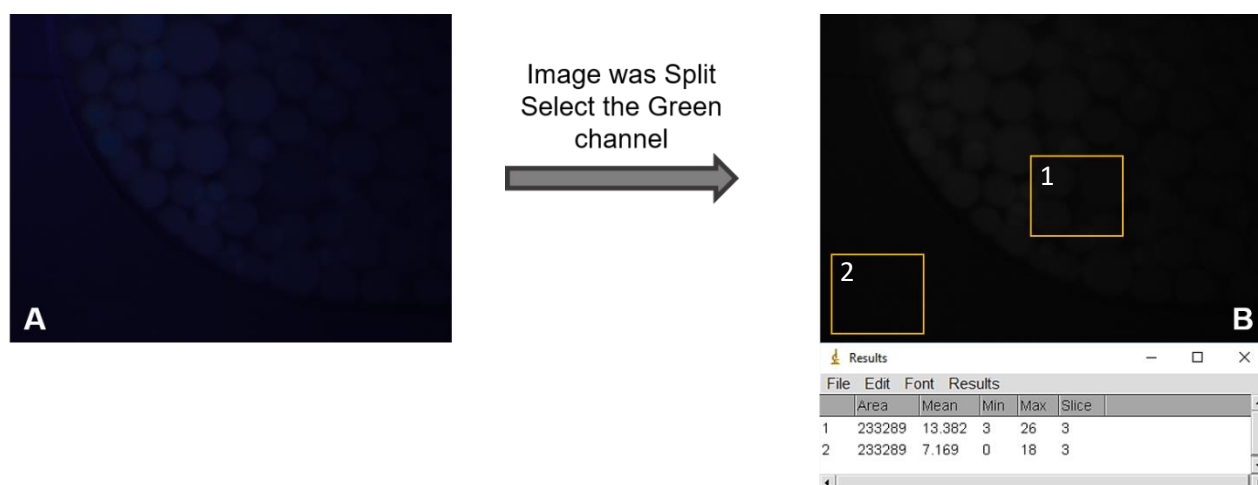 Image was Split
Select the Green
channel
A
1
2
B
Results
File Edit Font Results
Area Mean Min Max Slice
1 233289 13.382 3 26 3
2 233289 7.169 0 18 3